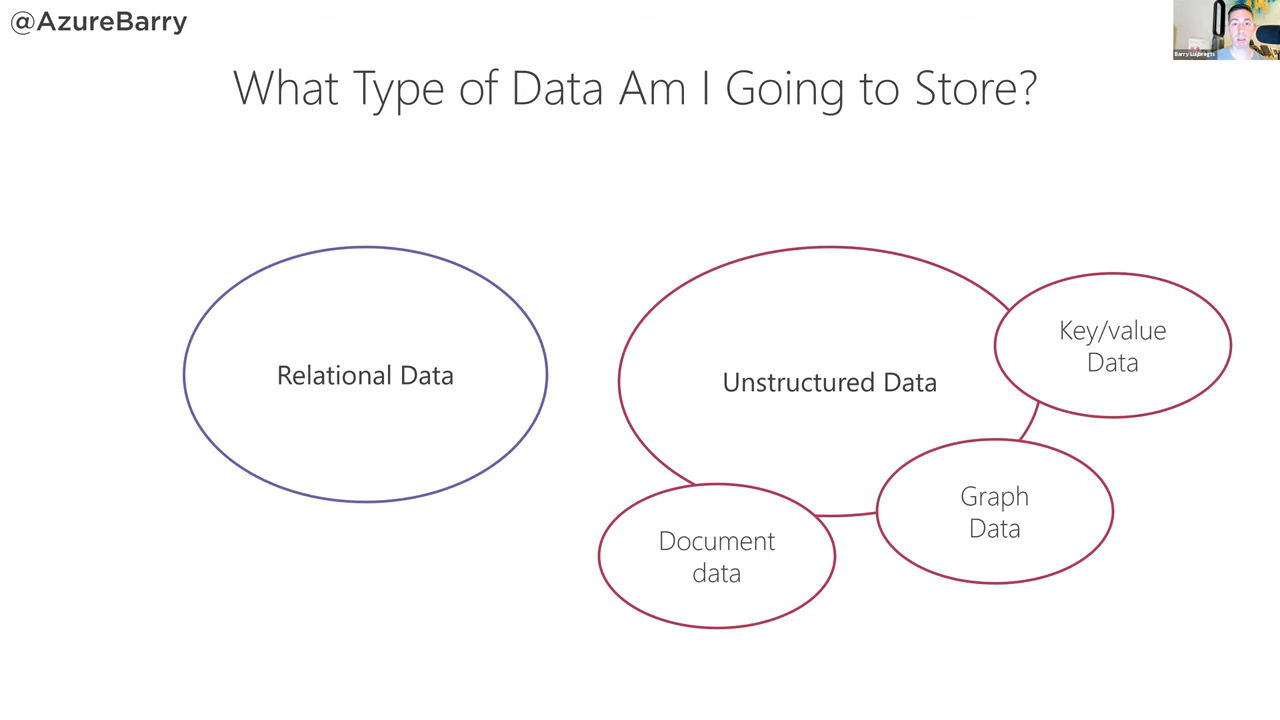 @AzureBarry
What Type of Data Am I Going to Store?
Relational Data
Unstructured Data
Key/value
Data
Graph
Data
Document
data